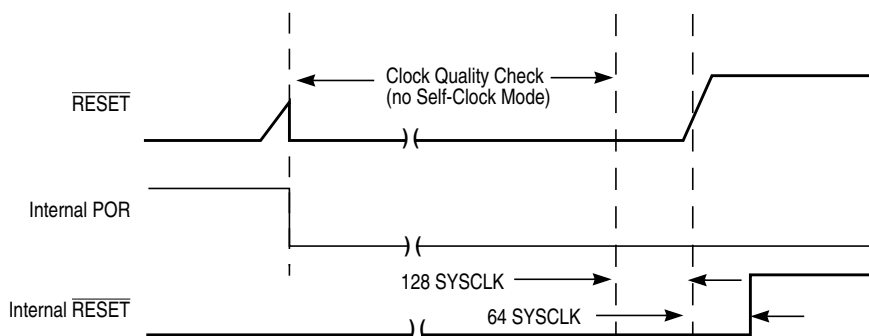 Clock Quality Check
(no Self-Clock Mode)
RESET
)(
Internal POR
)(
128 SYSCLK
Internal RESET
)(
64 SYSCLK